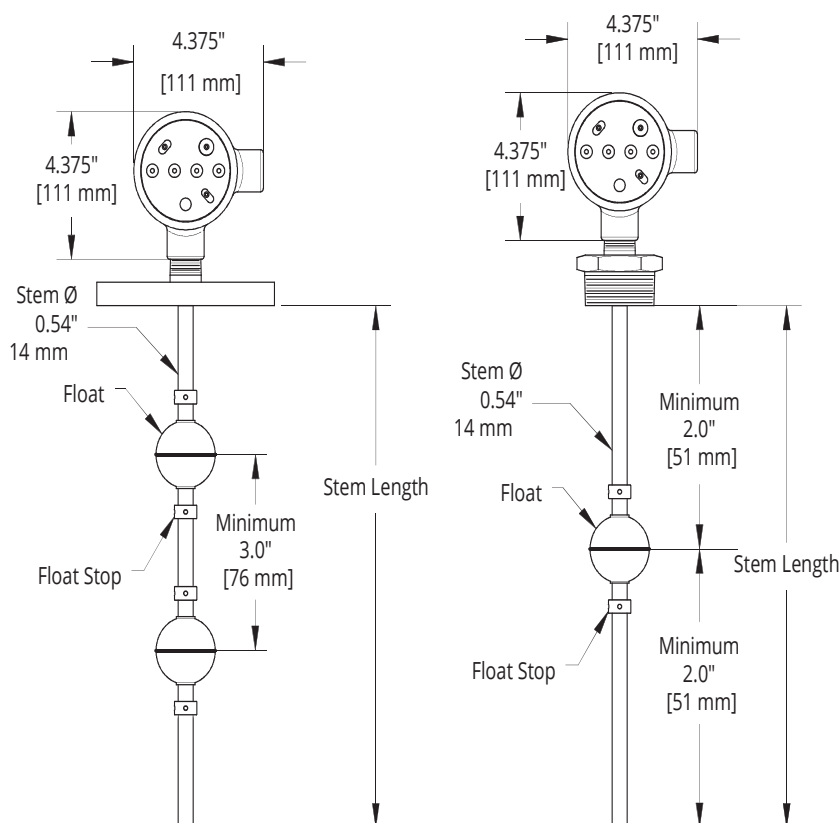 4.375"
[111 mm]
4.375"
[111 mm]
Stem Ø
0.54"
14 mm
Float
Minimum
3.0"
[76 mm]
Float Stop
Stem Length
4.375"
[111 mm]
4.375"
[111 mm]
Stem Ø
0.54"
14 mm
Minimum
2.0"
[51 mm]
Float
Stem Length
Float Stop
Minimum
2.0"
[51 mm]